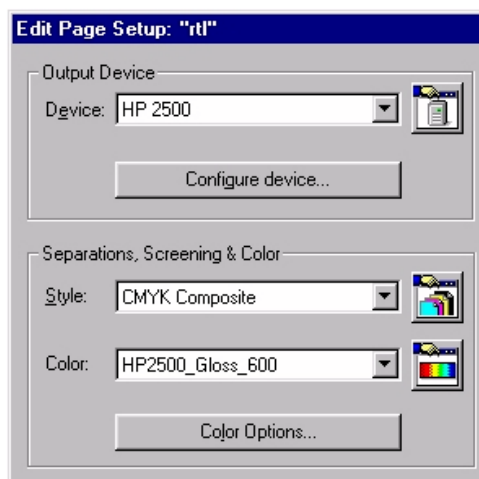 Edit Page Setup: "rtl"
Output Device
Device: HP 2500
Configure device...
Separations, Screening & Color
Style: CMYK Composite
Color: HP2500_Gloss_600
Color Options...